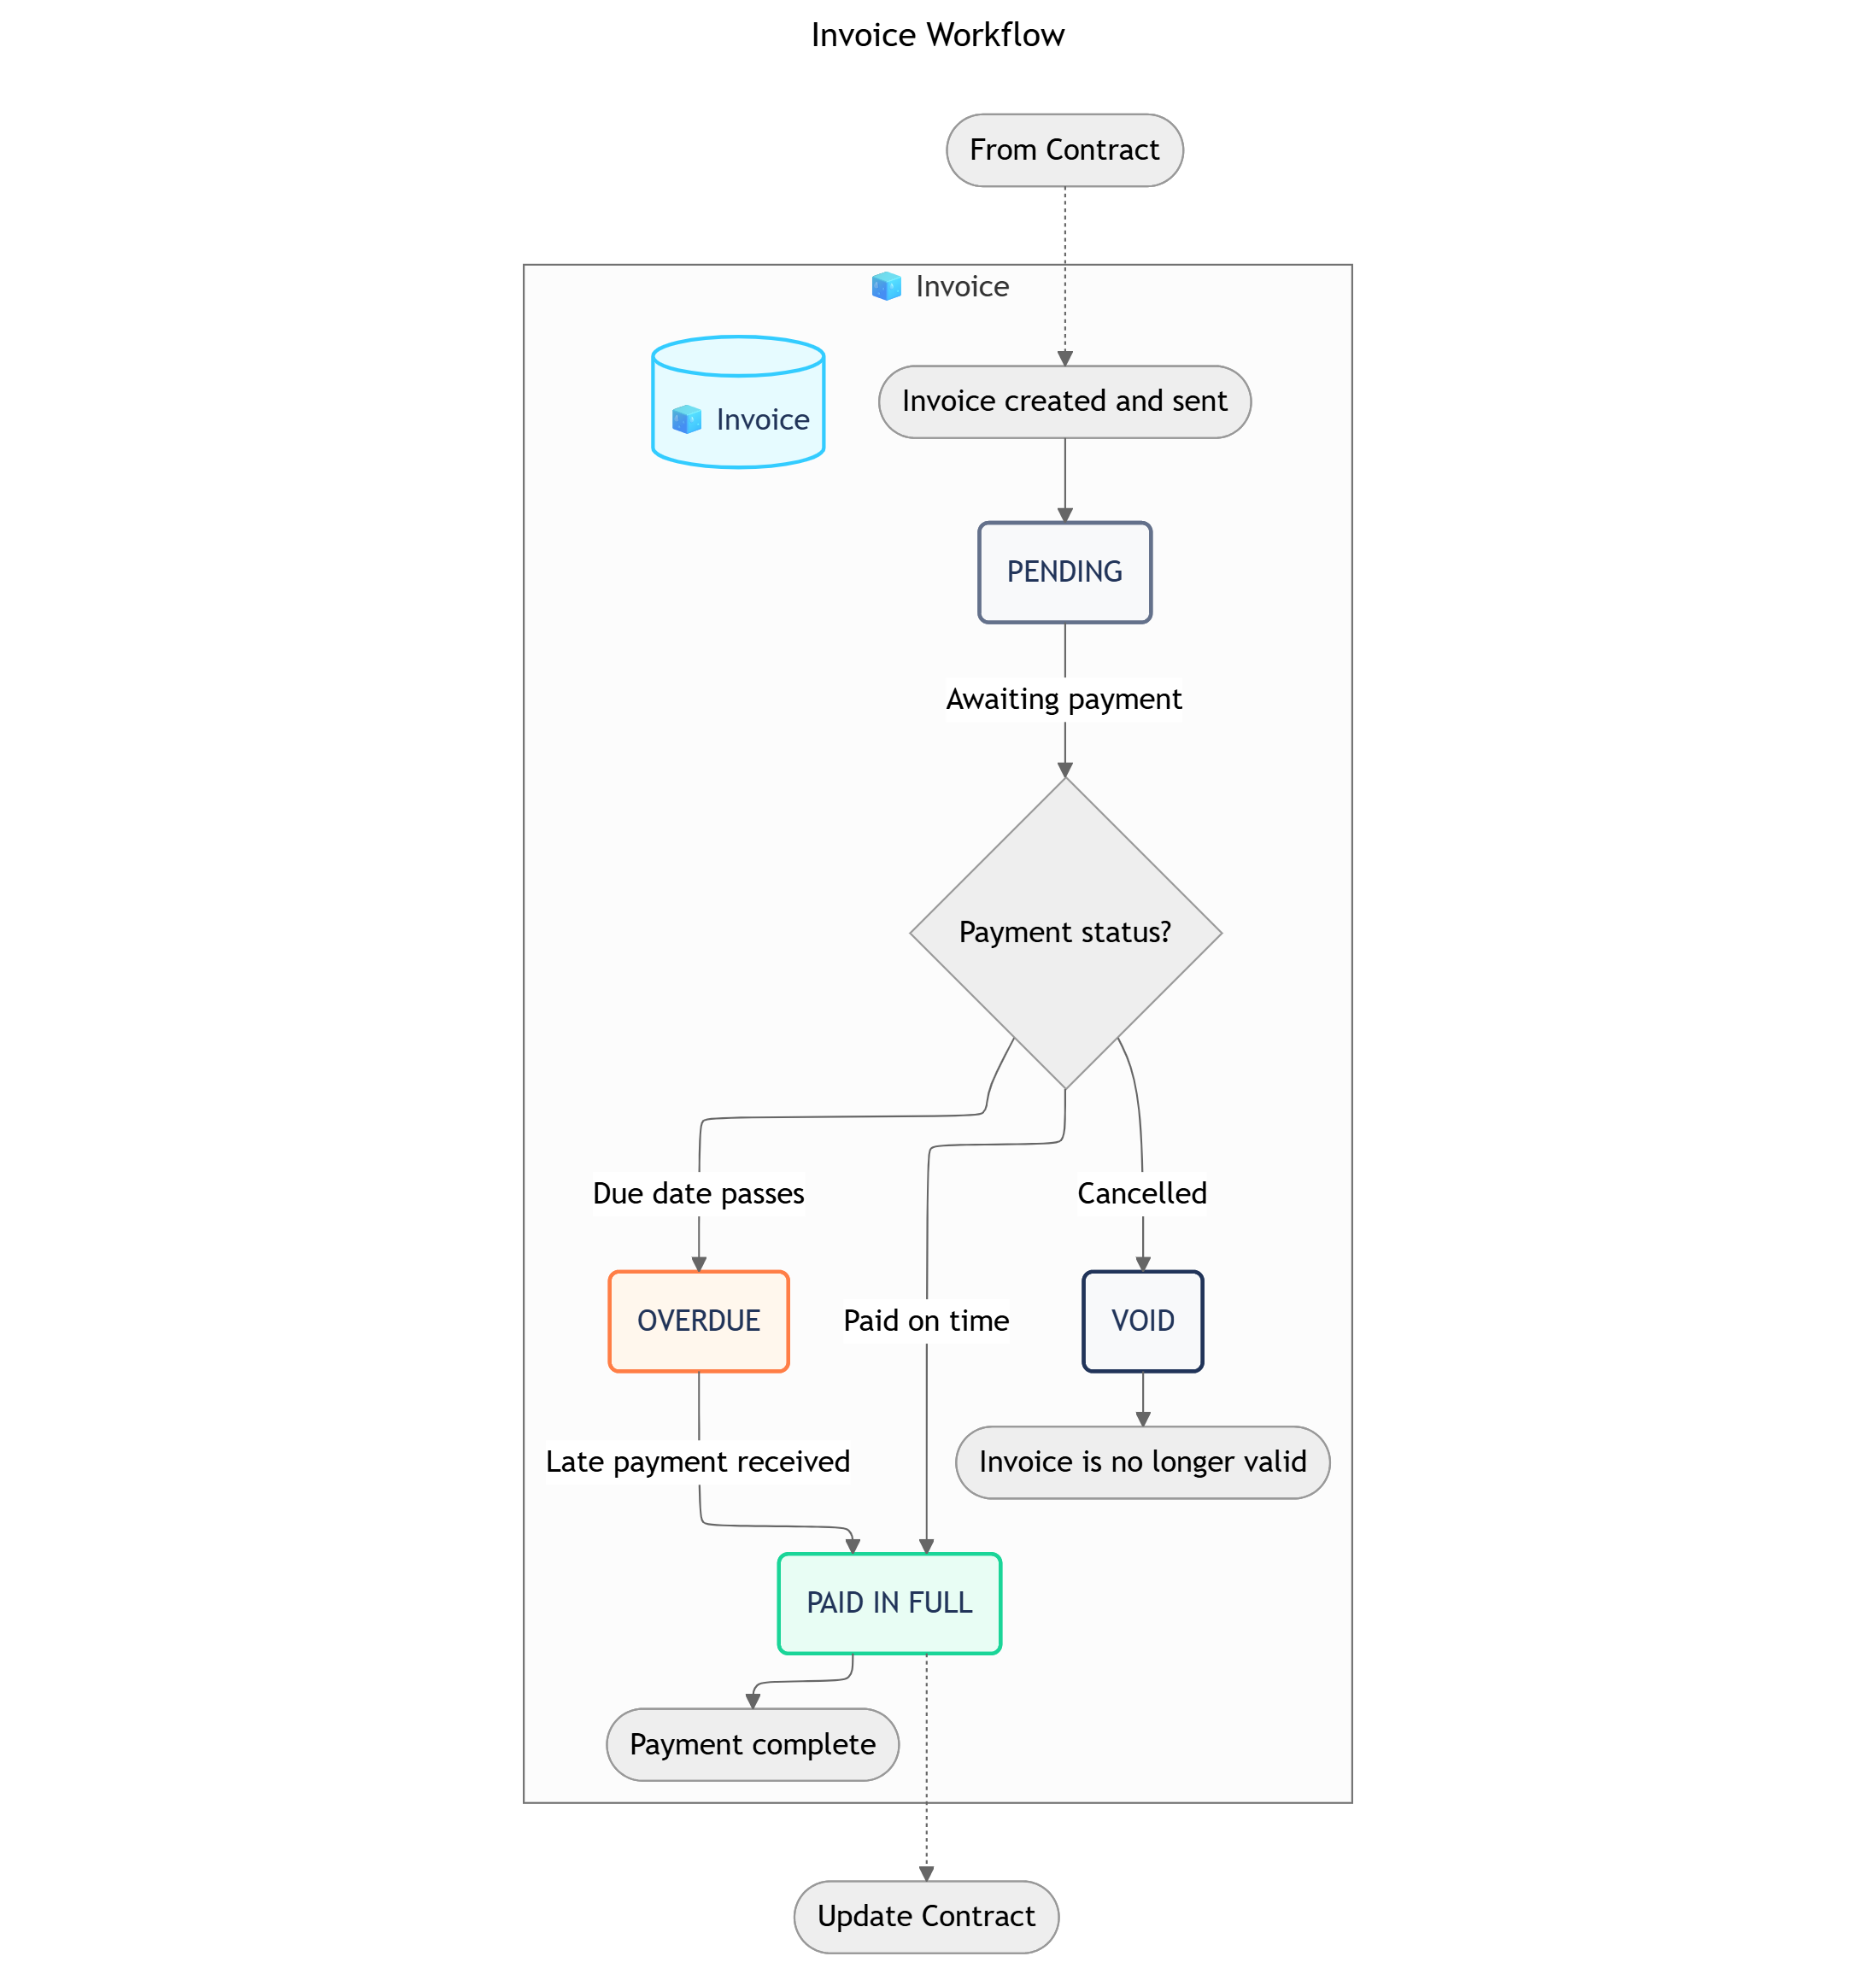 Invoice Workflow
From Contract
Invoice
Invoice
Invoice created and sent
PENDING
Awaiting payment
Payment status?
Due date passes
Cancelled
OVERDUE
Paid on time
VOID
Late payment received
Invoice is no longer valid
PAID IN FULL
Payment complete
Update Contract